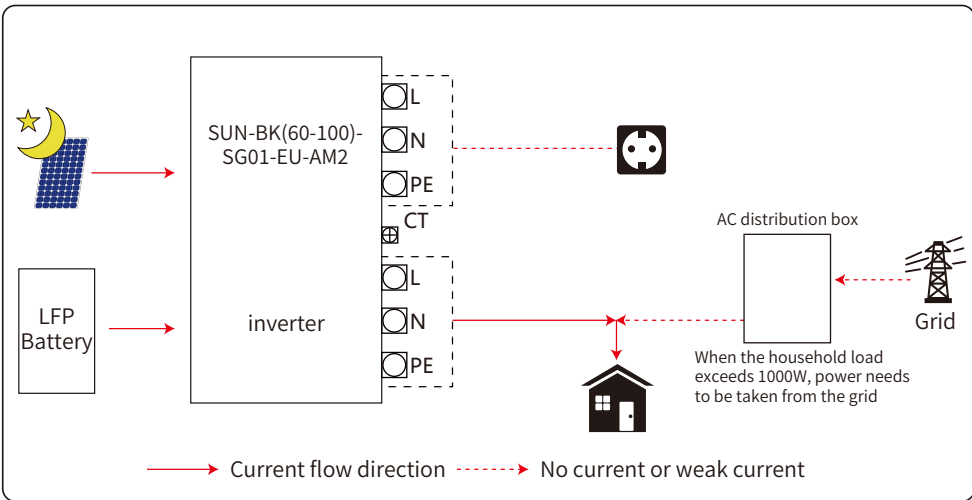 SUN-BK(60-100)-
SG01-EU-AM2
L
N
PE
CT
L
N
PE
inverter
LFP
Battery
AC distribution box
Grid
When the household load
exceeds 1000W, power needs
to be taken from the grid
Current flow direction
No current or weak current